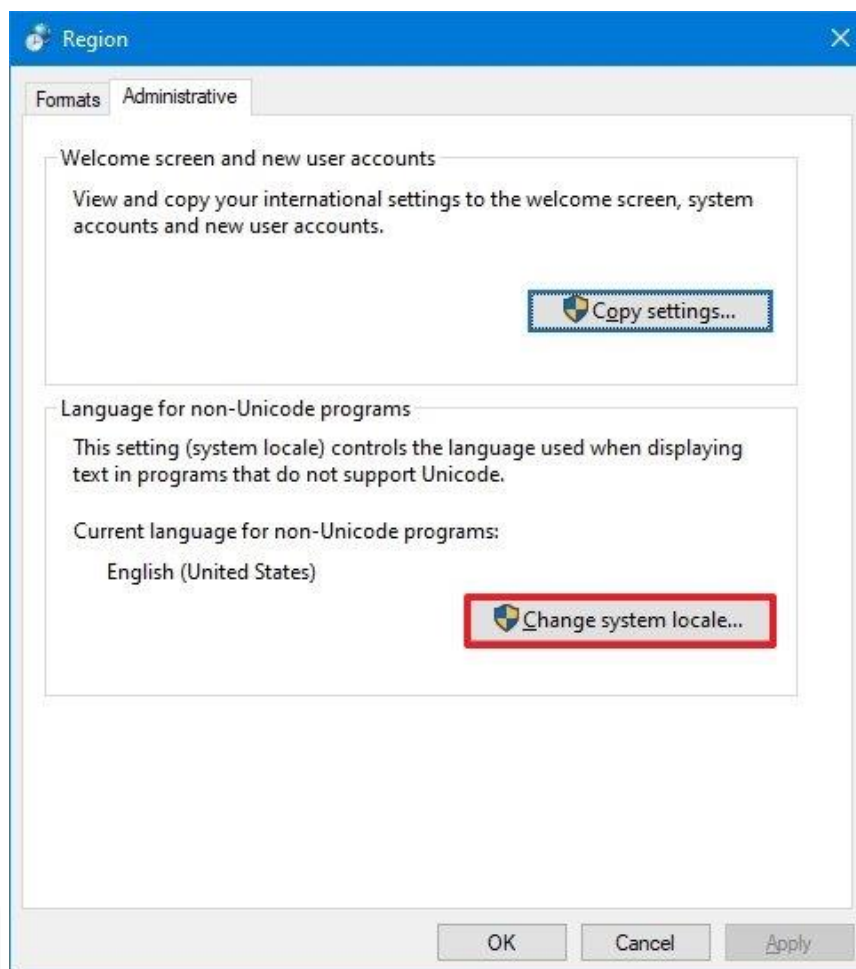 Region
Formats
Administrative
Welcome screen and new user accounts
View and copy your international settings to the welcome screen, system
accounts and new user accounts.
Copy settings...
Language for non-Unicode programs
This setting (system locale) controls the language used when displaying
text in programs that do not support Unicode.
Current language for non-Unicode programs:
English (United States)
Change system locale...
OK
Cancel
Apply